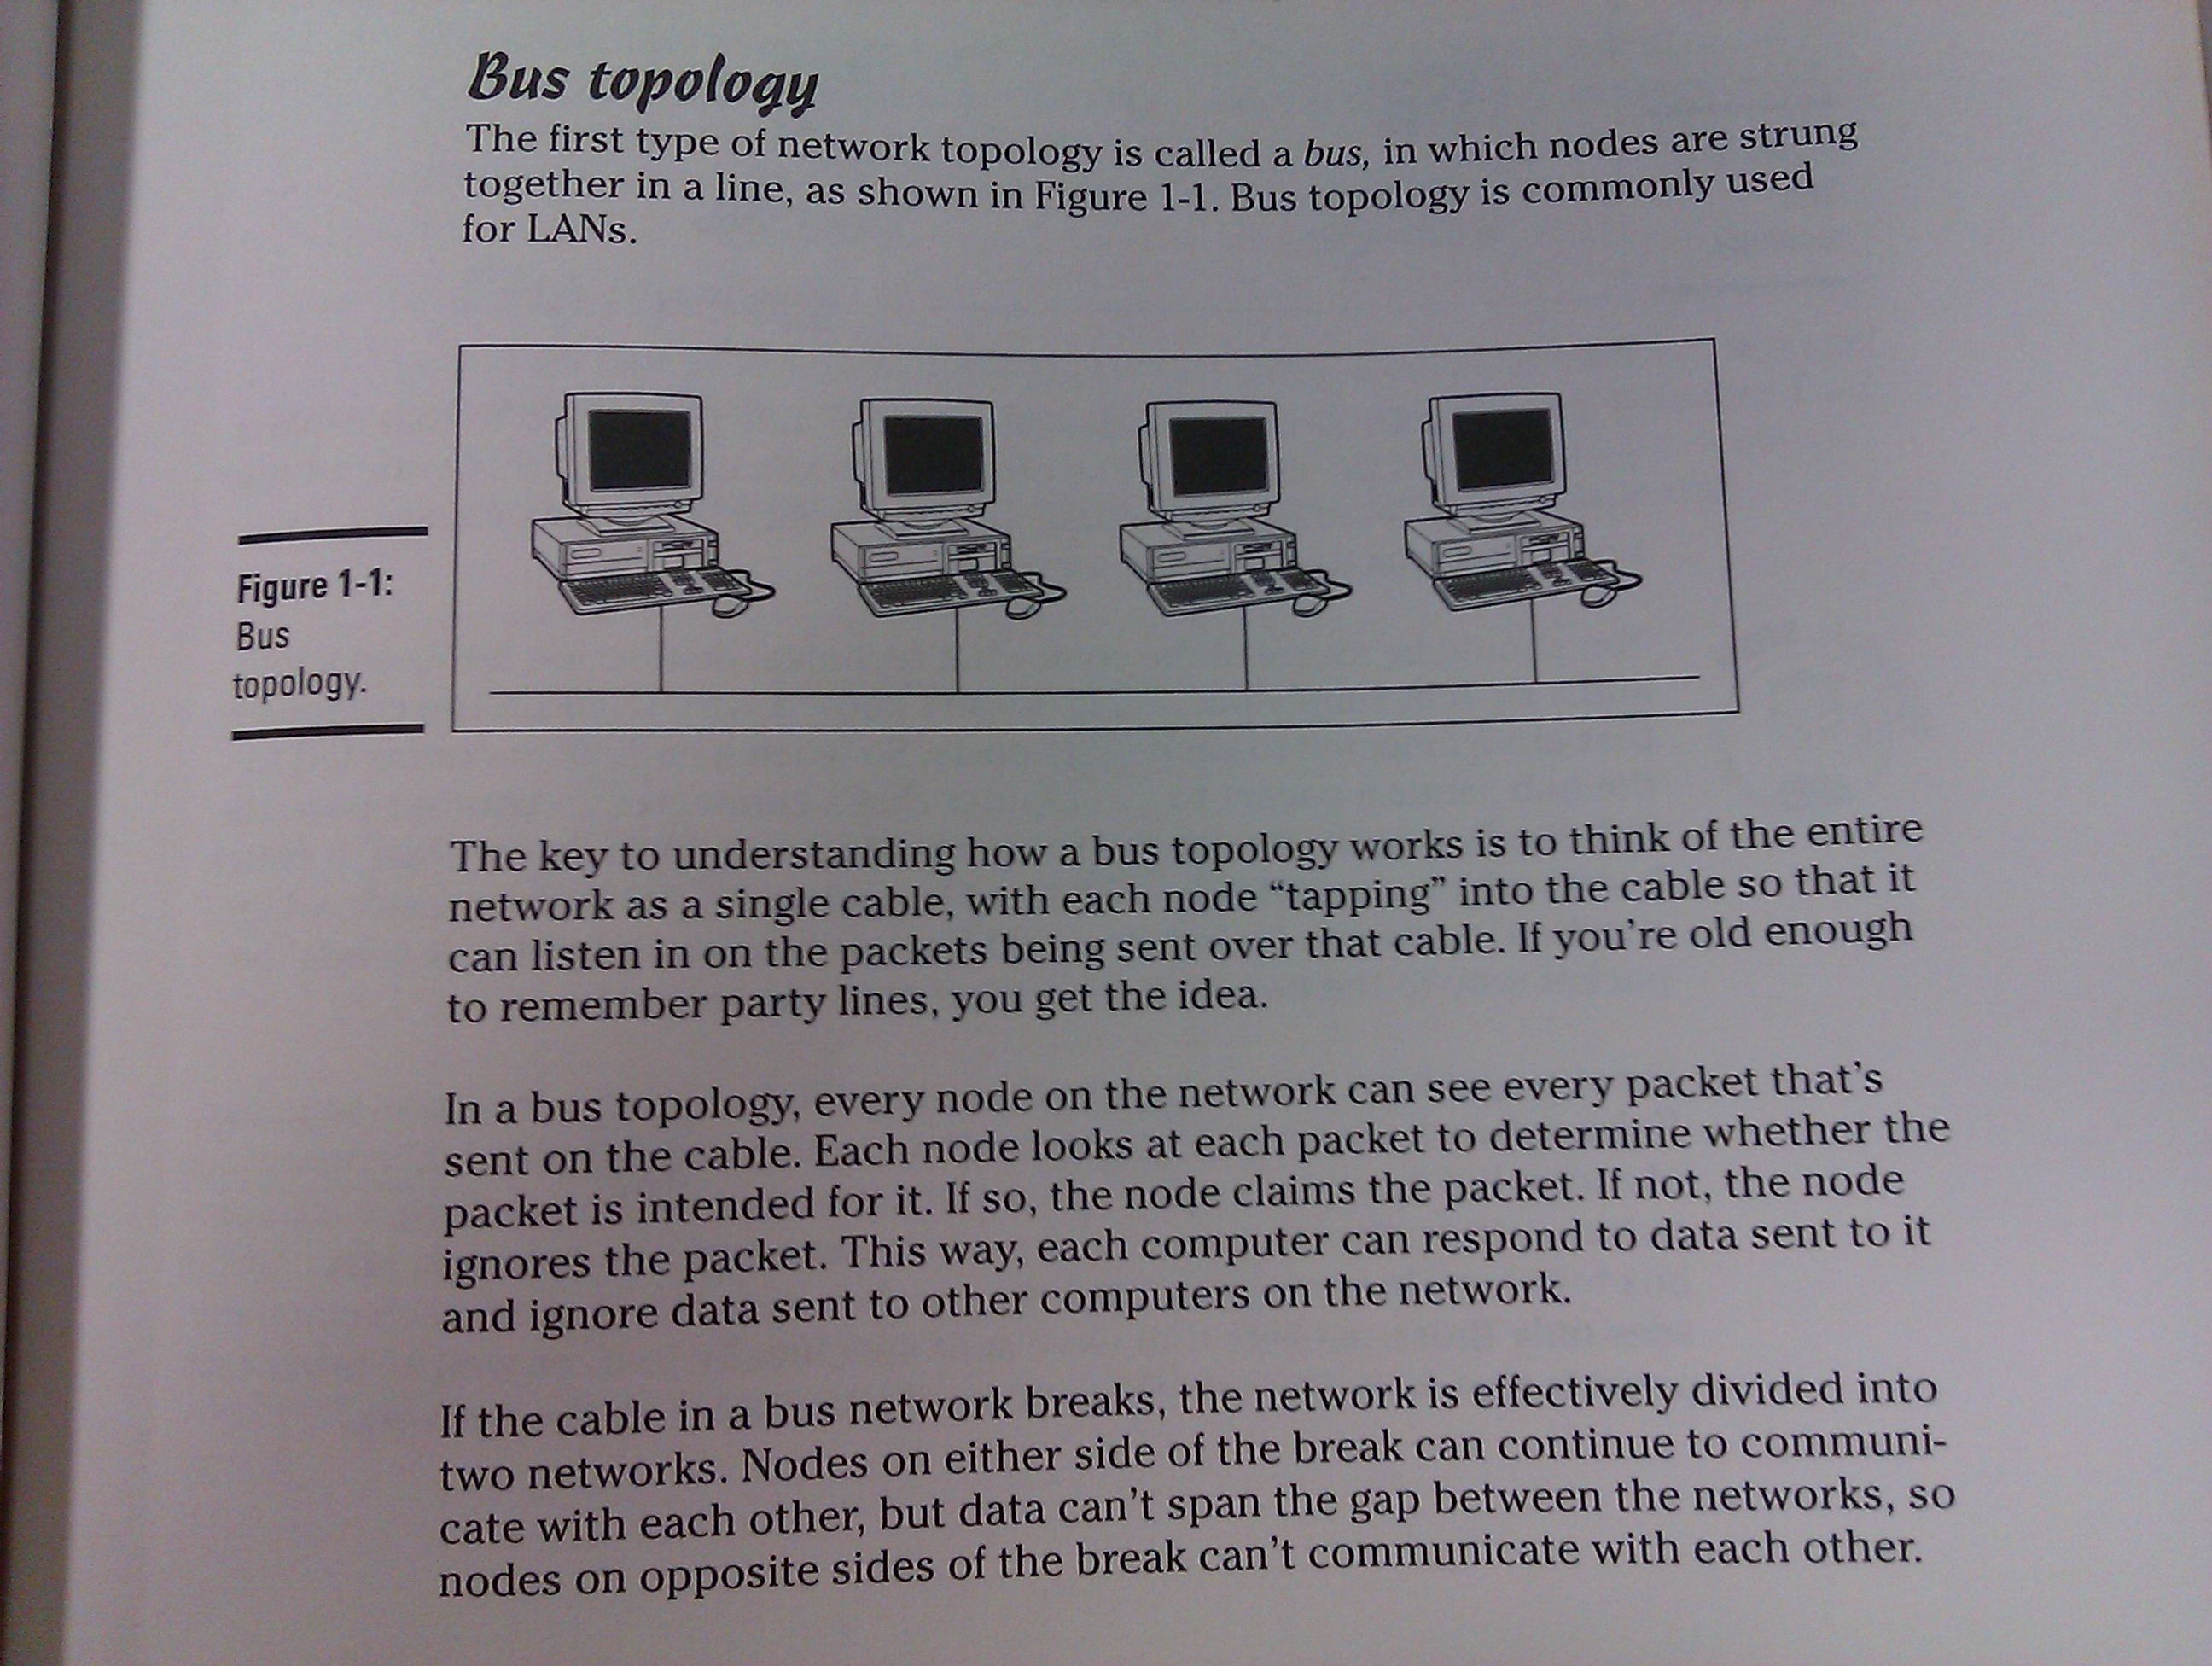 Bus topology
The first type of network topology is called a bus, in which nodes are strung
together in a line, as shown in Figure 1-1. Bus topology is commonly used
for LANs.
Figure 1-1:
Bus
topology.
The key to understanding how a bus topology works is to think of the entire
network as a single cable, with each node “tapping” into the cable so that it
can listen in on the packets being sent over that cable. If you’re old enough
to remember party lines, you get the idea.
In a bus topology, every node on the network can see every packet that’s
sent on the cable. Each node looks at each packet to determine whether the
packet is intended for it. If so, the node claims the packet. If not, the node
ignores the packet. This way, each computer can respond to data sent to it
and ignore data sent to other computers on the network.
If the cable in a bus network breaks, the network is effectively divided into
two networks. Nodes on either side of the break can continue to communi-
cate with each other, but data can’t span the gap between the networks, so
nodes on opposite sides of the break can’t communicate with each other.